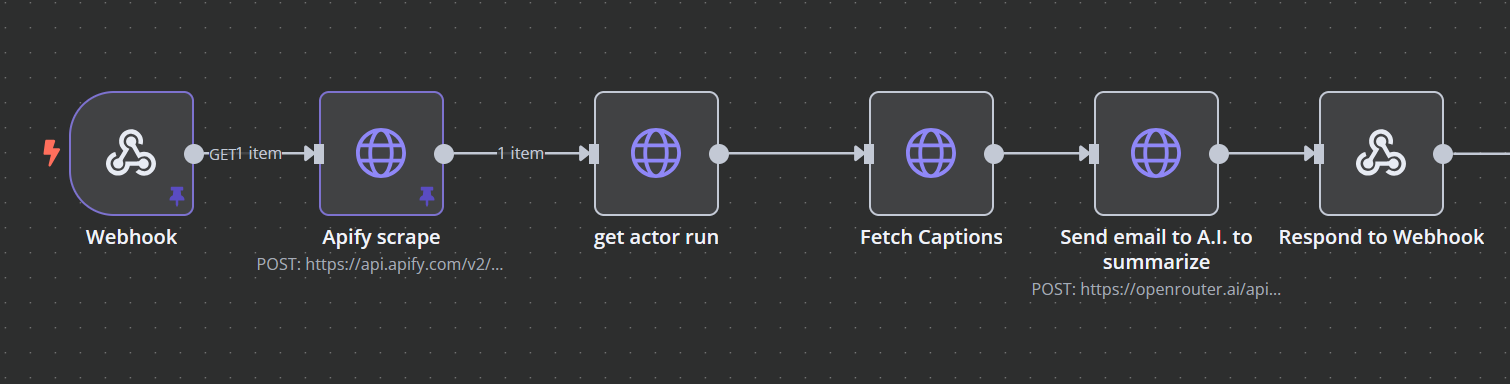 GET
1 item
1 item
Webhook
Apify scrape
POST: https://api.apify.com/v2/...
get actor run
Fetch Captions
Send email to A.I. to
summarize
POST: https://openrouter.ai/api...
Respond to Webhook